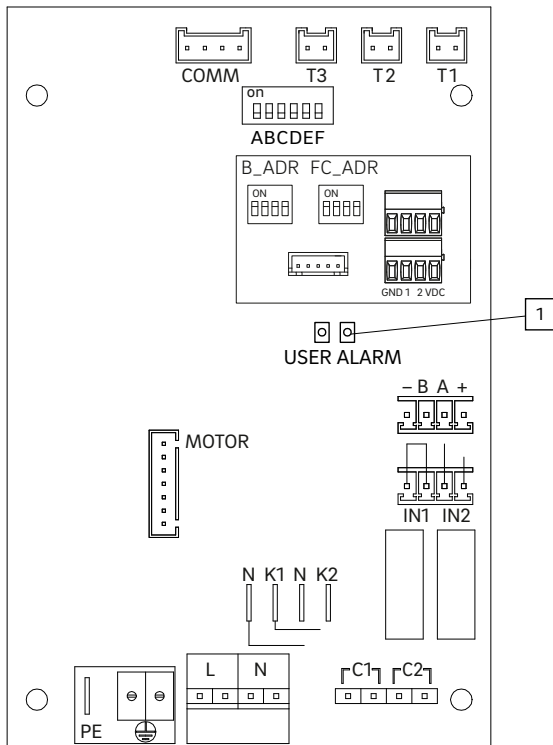 COMM T3 T2 T1
on
ABCDEF
B_ADR FC_ADR
ON ON
GND 1 2 VDC
1
USER ALARM
– B A +
MOTOR
IN1 IN2
N K1 N K2
L N
C1 C2
PE